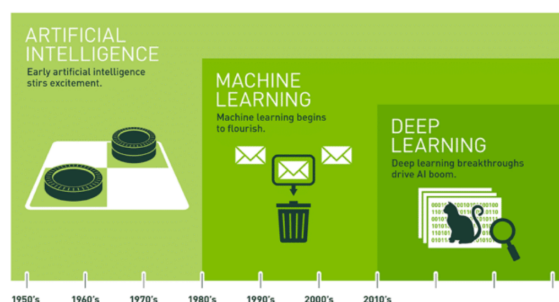 ARTIFICIAL
INTELLIGENCE
Early artificial intelligence
stirs excitement.
MACHINE
LEARNING
Machine learning begins
to flourish.
DEEP
LEARNING
Deep learning breakthroughs
drive AI boom.
1950's 1960's 1970's 1980's 1990's 2000's 2010's